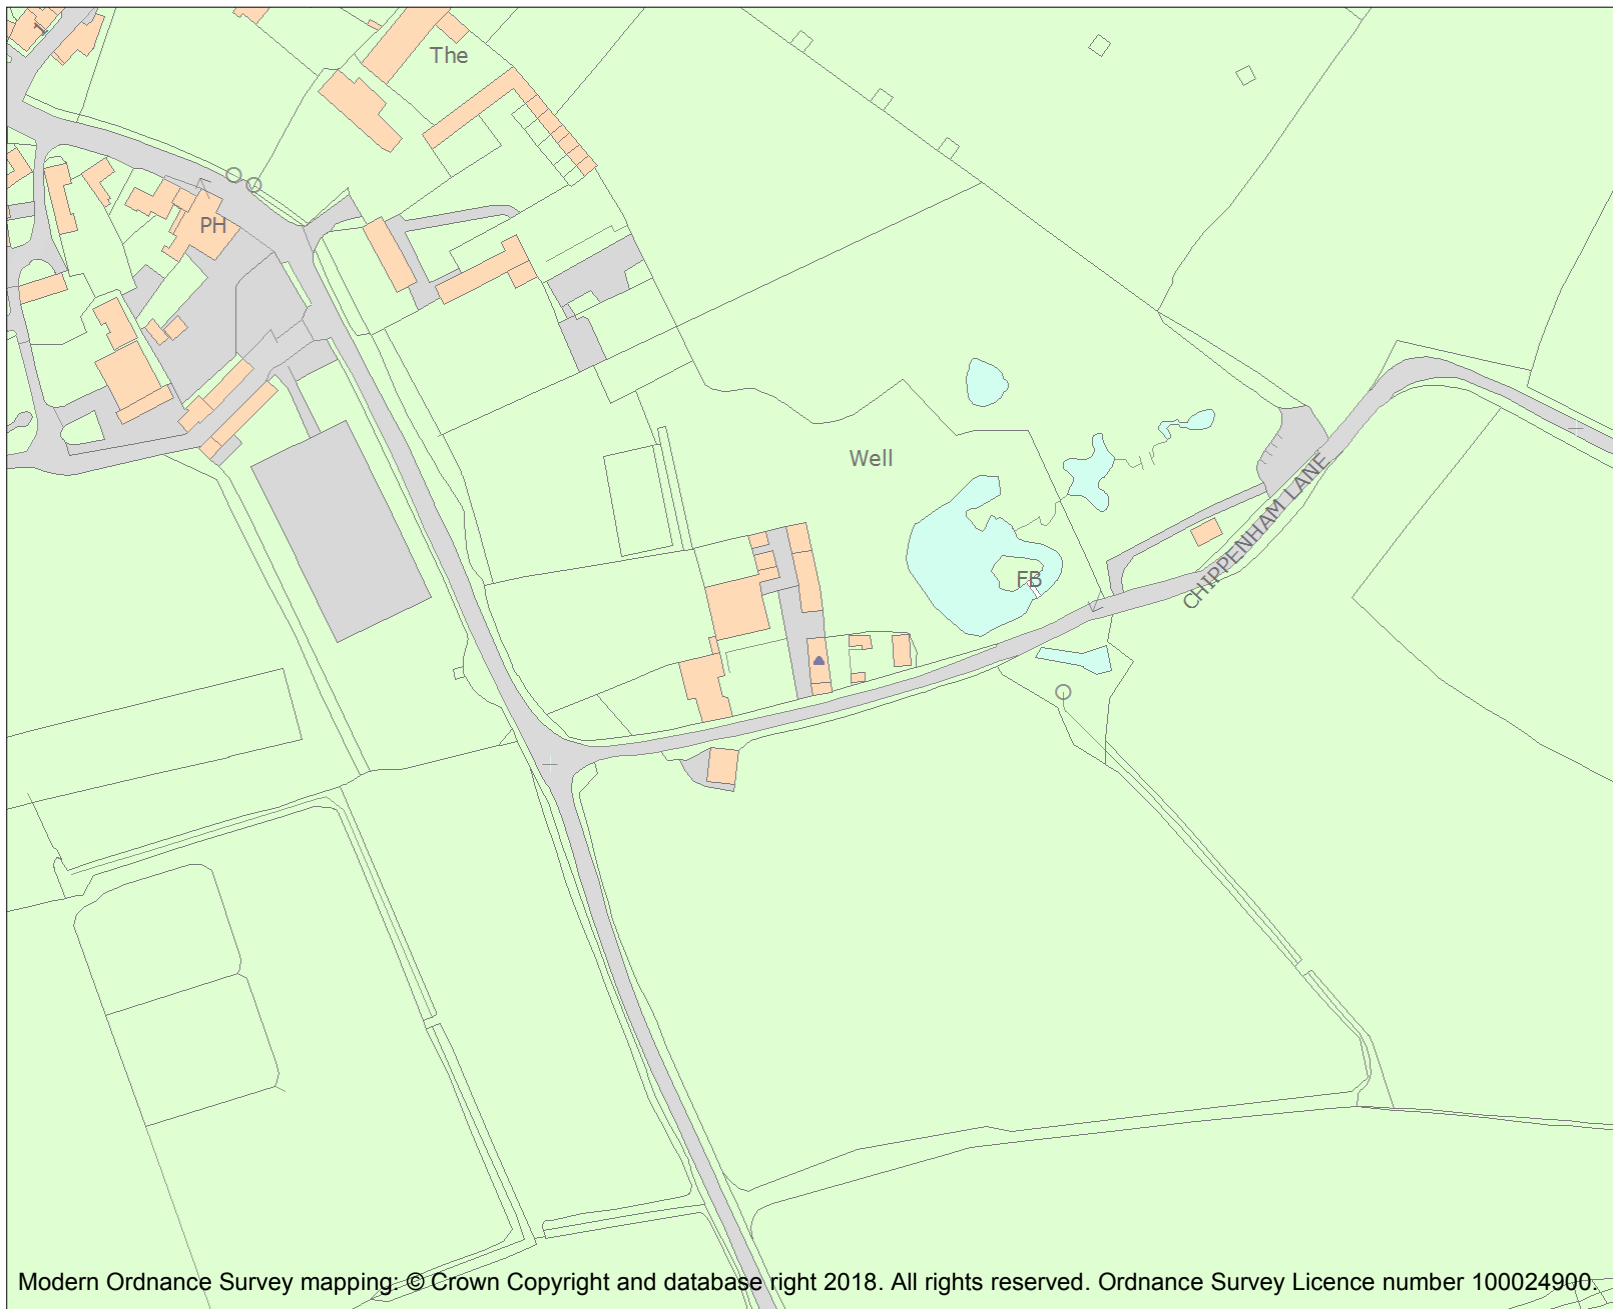 1
The
PH
Well
FB
CHIPPENHAM LANE
Modern Ordnance Survey mapping: © Crown Copyright and database right 2018. All rights reserved. Ordnance Survey Licence number 100024900.